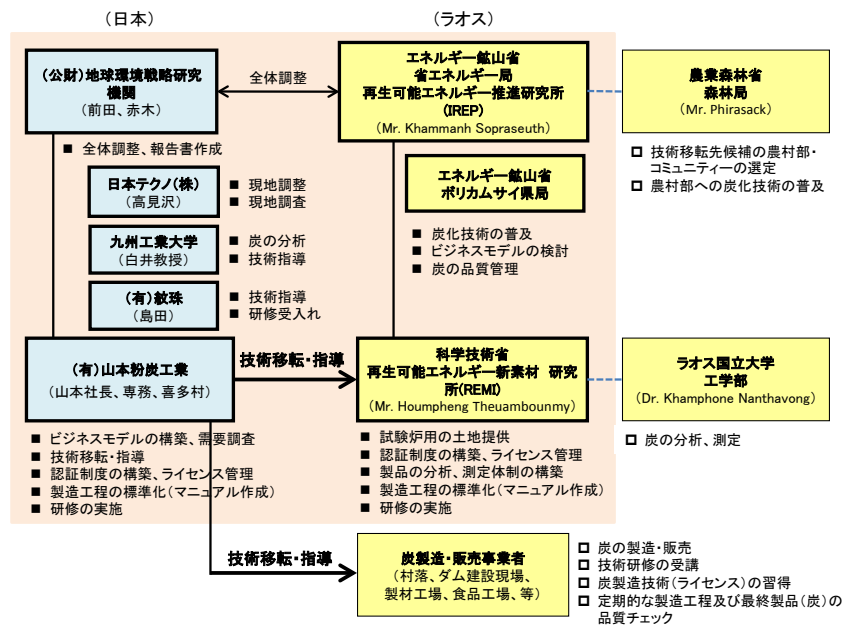 （日本）
（ラオス）
（公財）地球環境戦略研究
機関
（前田、赤木）
全体調整
エネルギー鉱山省
省エネルギー局
再生可能エネルギー推進研究所
(IREP)
(Mr. Khammanh Sopraseuth)
農業森林省
森林局
(Mr. Phirasack)
■ 全体調整、報告書作成
□ 技術移転先候補の農村部・
コミュニティーの選定
□ 農村部への炭化技術の普及
日本テクノ（株）
（高見沢）
■ 現地調整
■ 現地調査
エネルギー鉱山省
ボリカムサイ県局
九州工業大学
（白井教授）
■ 炭の分析
■ 技術指導
■ 炭化技術の普及
■ ビジネスモデルの検討
■ 炭の品質管理
（有）紋珠
（島田）
■ 技術指導
■ 研修受入れ
（有）山本粉炭工業
（山本社長、専務、喜多村）
技術移転・指導
科学技術省
再生可能エネルギー新素材 研究
所(REMI)
(Mr. Houmpheng Theuambounmy)
ラオス国立大学
工学部
(Dr. Khamphone Nanthavong)
■ ビジネスモデルの構築、需要調査
■ 技術移転・指導
■ 認証制度の構築、ライセンス管理
■ 製造工程の標準化（マニュアル作成）
■ 研修の実施
■ 試験炉用の土地提供
■ 認証制度の構築、ライセンス管理
■ 製品の分析、測定体制の構築
■ 製造工程の標準化（マニュアル作成）
■ 研修の実施
□ 炭の分析、測定
技術移転・指導
炭製造・販売事業者
（村落、ダム建設現場、
製材工場、食品工場、等）
□ 炭の製造・販売
□ 技術研修の受講
□ 炭製造技術（ライセンス）の習得
□ 定期的な製造工程及び最終製品（炭）の
品質チェック